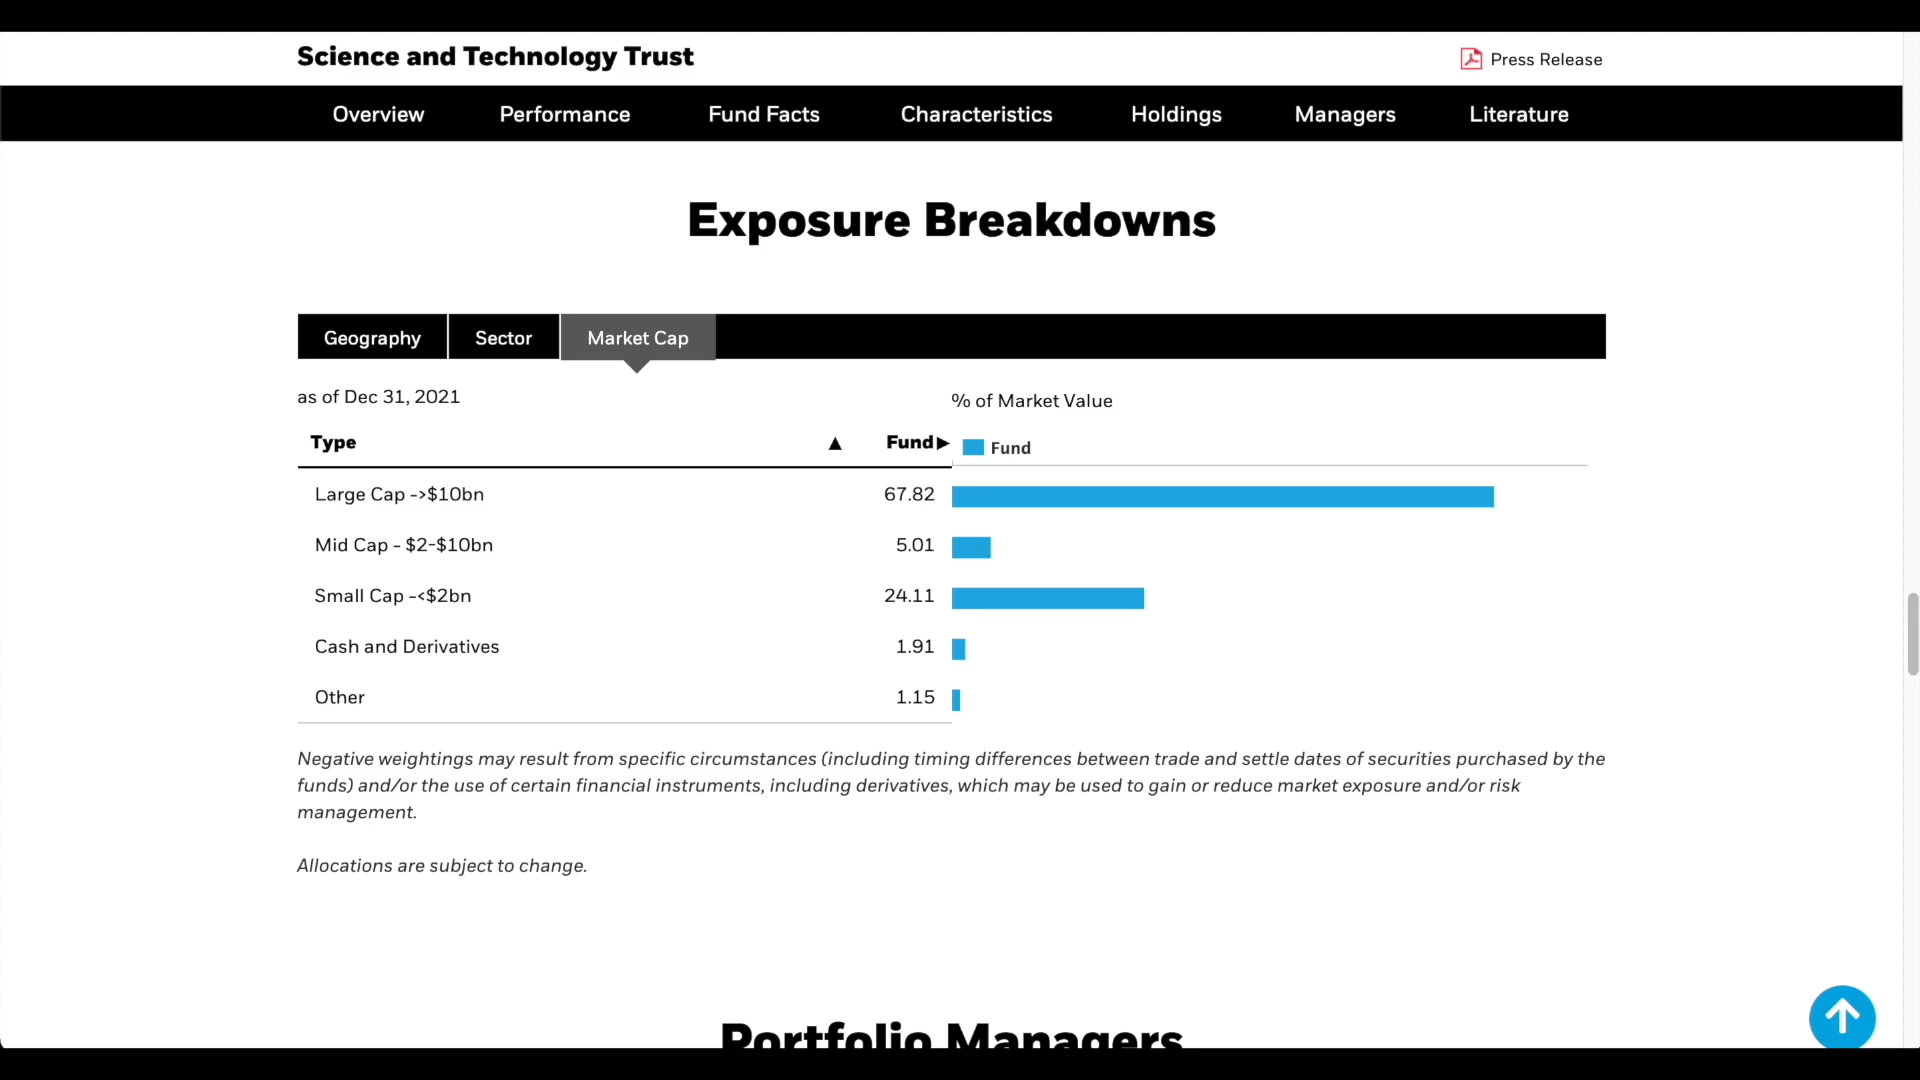 Science and Technology Trust
Press Release
Overview Performance Fund Facts Characteristics Holdings Managers Literature
Exposure Breakdowns
Geography Sector Market Cap
as of Dec 31, 2021
% of Market Value
Type ▲ Fund▶
Fund
Large Cap ->$10bn 67.82
Mid Cap - $2-$10bn 5.01
Small Cap -<$2bn 24.11
Cash and Derivatives 1.91
Other 1.15
Negative weightings may result from specific circumstances (including timing differences between trade and settle dates of securities purchased by the
funds) and/or the use of certain financial instruments, including derivatives, which may be used to gain or reduce market exposure and/or risk
management.
Allocations are subject to change.
Portfolio Managers